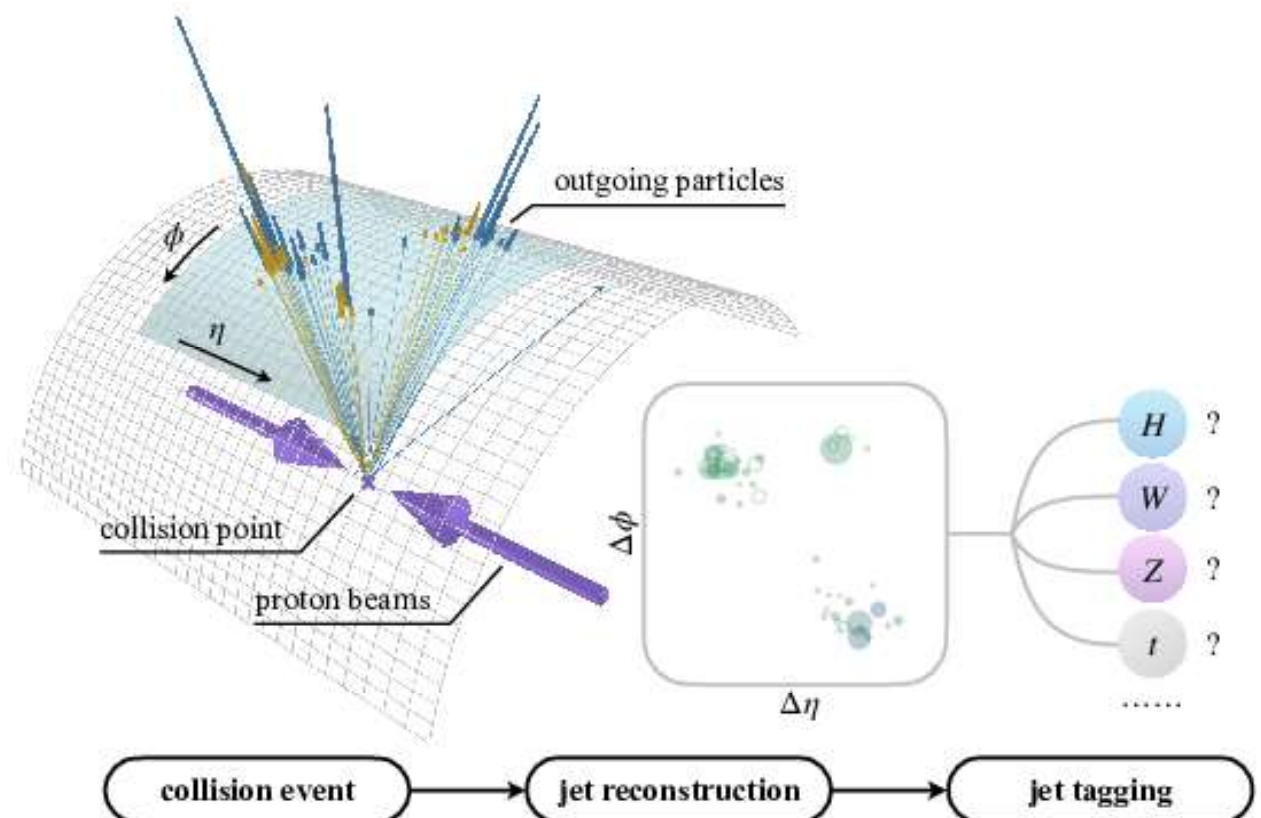 outgoing particles
ϕ
η
collision point
proton beams
Δϕ
Δη
H ?
W ?
Z ?
t ?
......
collision event
jet reconstruction
jet tagging